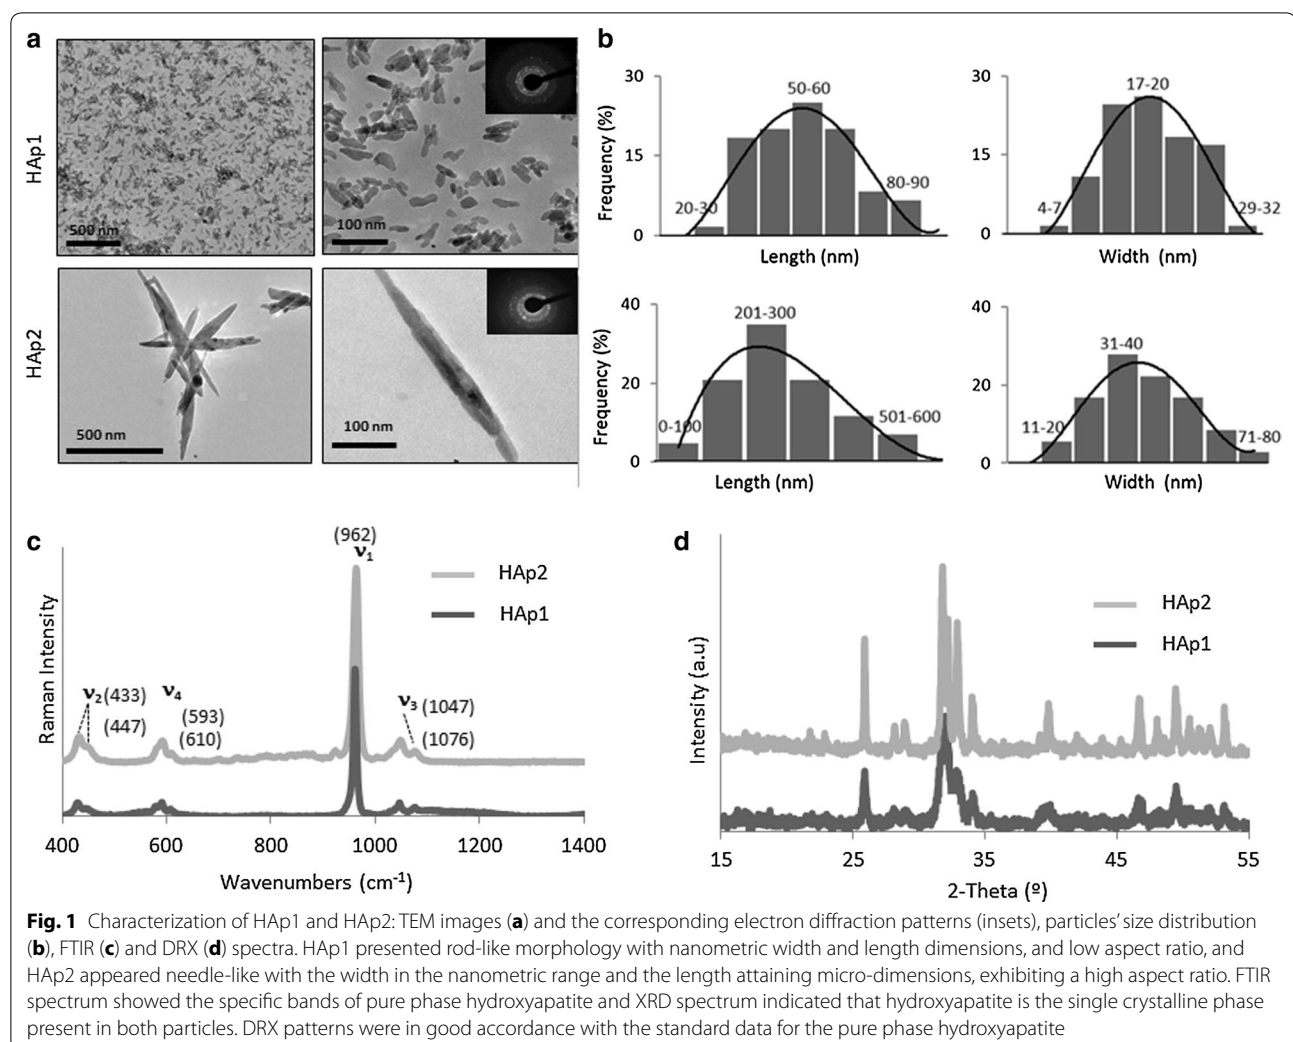 a
HAp1
500 nm
100 nm
HAp2
500 nm
100 nm
b
Frequency (%)
30
15
0
20-30
50-60
80-90
Length (nm)
Frequency (%)
30
15
0
4-7
17-20
29-32
Width (nm)
Frequency (%)
40
20
0
0-100
201-300
501-600
Length (nm)
40
20
0
11-20
31-40
71-80
Width (nm)
c
Raman Intensity
(962)
ν1
HAp2
HAp1
ν2 (433)
(447)
ν4
(593)
(610)
ν3 (1047)
(1076)
400 600 800 1000 1200 1400
Wavenumbers (cm-1)
d
Intensity (a.u)
HAp2
HAp1
15 25 35 45 55
2-Theta (º)
Fig. 1 Characterization of HAp1 and HAp2: TEM images (a) and the corresponding electron diffraction patterns (insets), particles’ size distribution
(b), FTIR (c) and DRX (d) spectra. HAp1 presented rod-like morphology with nanometric width and length dimensions, and low aspect ratio, and
HAp2 appeared needle-like with the width in the nanometric range and the length attaining micro-dimensions, exhibiting a high aspect ratio. FTIR
spectrum showed the specific bands of pure phase hydroxyapatite and XRD spectrum indicated that hydroxyapatite is the single crystalline phase
present in both particles. DRX patterns were in good accordance with the standard data for the pure phase hydroxyapatite